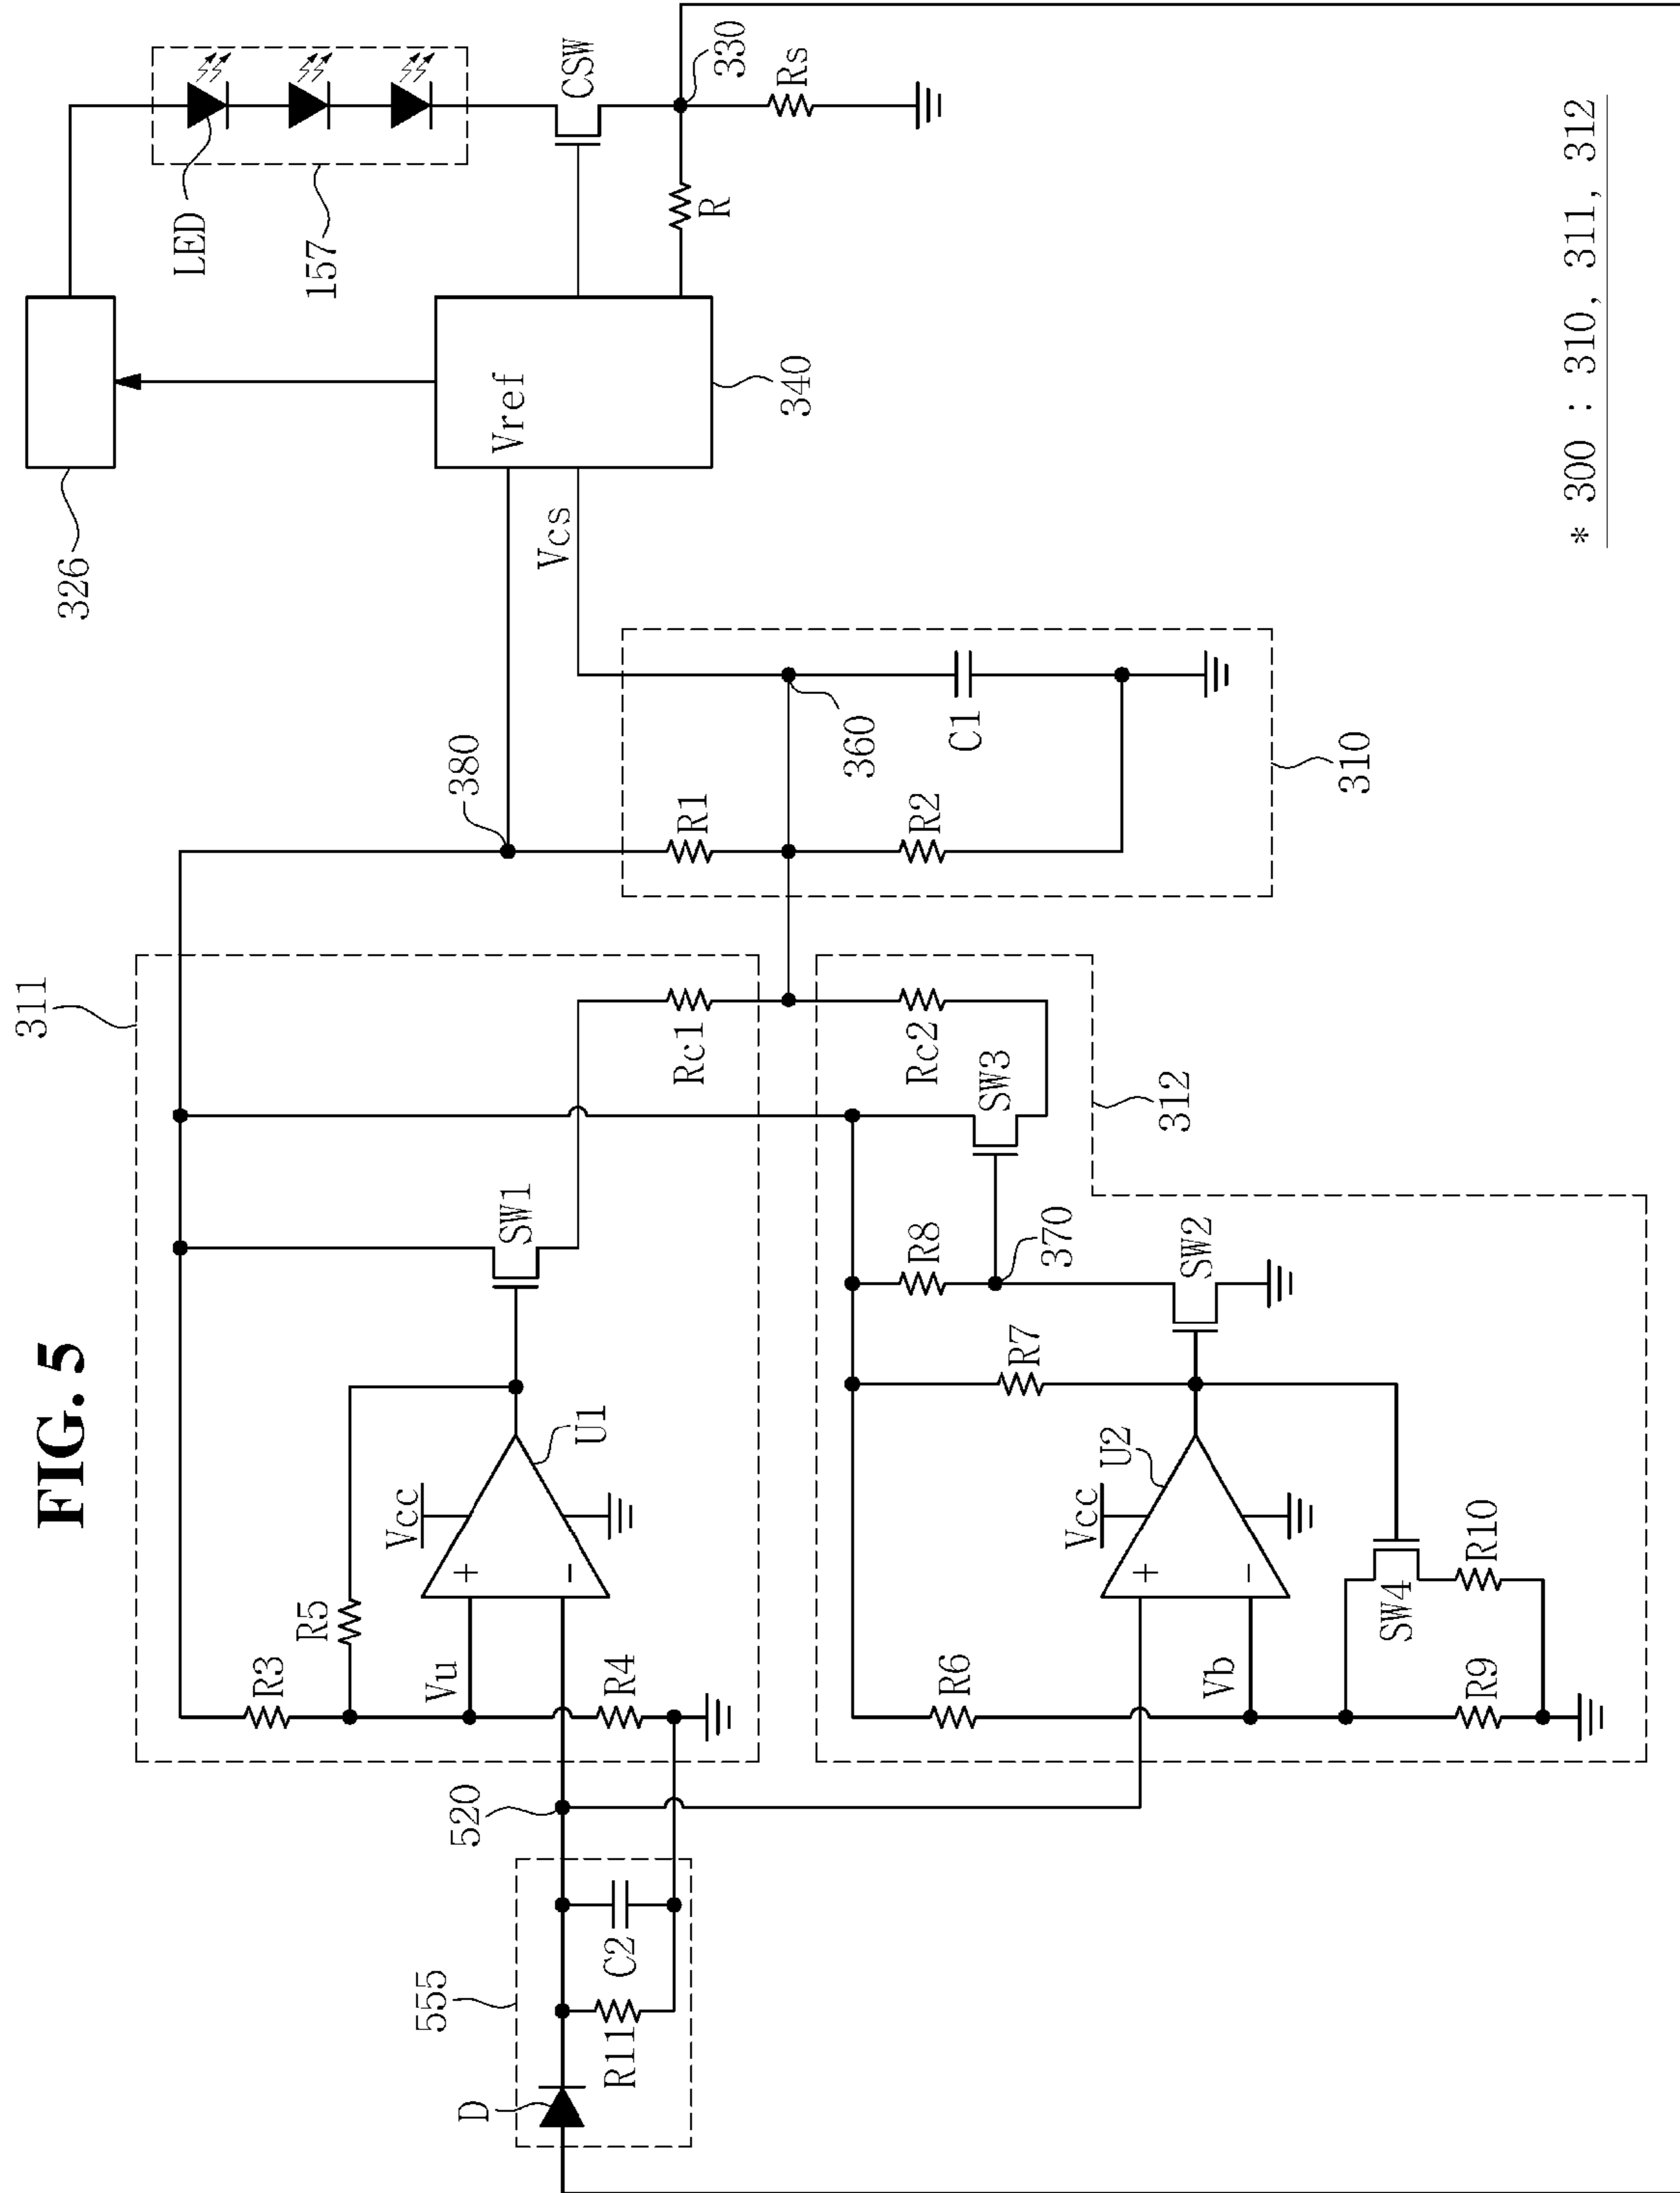 FIG. 5
311
326
LED
157
CSW
330
Rs
R
Vref
340
Vcs
380
R1
R2
360
C1
310
SW1
Rc1
Rc2
SW3
312
R3
R5
Vcc
U1
+
−
Vu
R4
R8
370
SW2
R7
Vcc
U2
+
−
R6
Vb
SW4
R10
R9
520
555
D
R11
C2
* 300 : 310, 311, 312